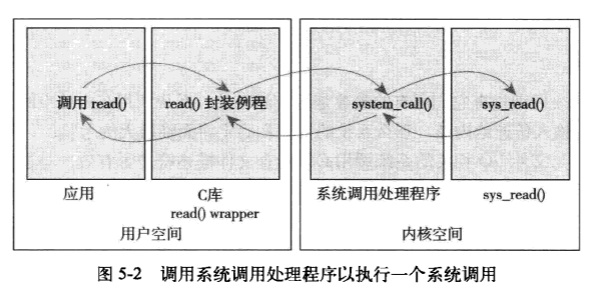 调用 read()
read() 封装例程
system_call()
sys_read()
应用
C库
read() wrapper
系统调用处理程序
sys_read()
用户空间
内核空间
图 5-2 调用系统调用处理程序以执行一个系统调用